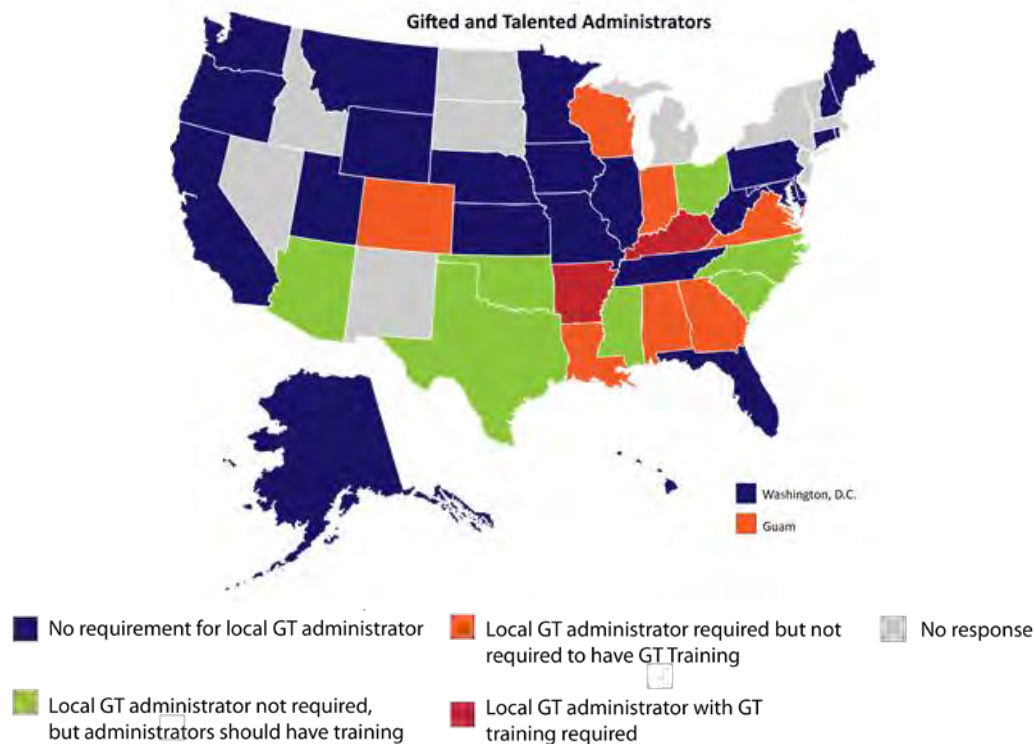 Gifted and Talented Administrators
Washington, D.C.
Guam
No requirement for local GT administrator
Local GT administrator required but not
required to have GT Training
No response
Local GT administrator not required,
but administrators should have training
Local GT administrator with GT
training required